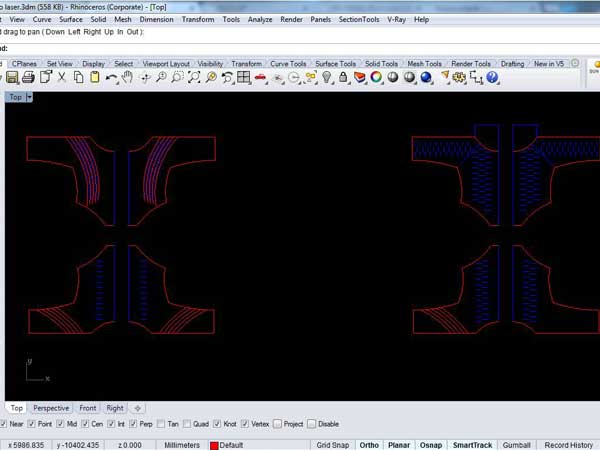 o laser.3dm (558 KB) - Rhinoceros (Corporate) - [Top]
View Curve Surface Solid Mesh Dimension Transform Tools Analyze Render Panels SectionTools V-Ray Help
d drag to pan ( Down Left Right Up In Out ):
nd:
d CPlanes Set View Display Select Viewport Layout Visibility Transform Curve Tools Surface Tools Solid Tools Mesh Tools Render Tools Drafting New in V5
Top
y
x
Top Perspective Front Right
Near Point Mid Cen Int Perp Tan Quad Knot Vertex Project Disable
x 5986.835 y -10402.435 z 0.000 Millimeters Default Grid Snap Ortho Planar Osnap SmartTrack Gumball Record History